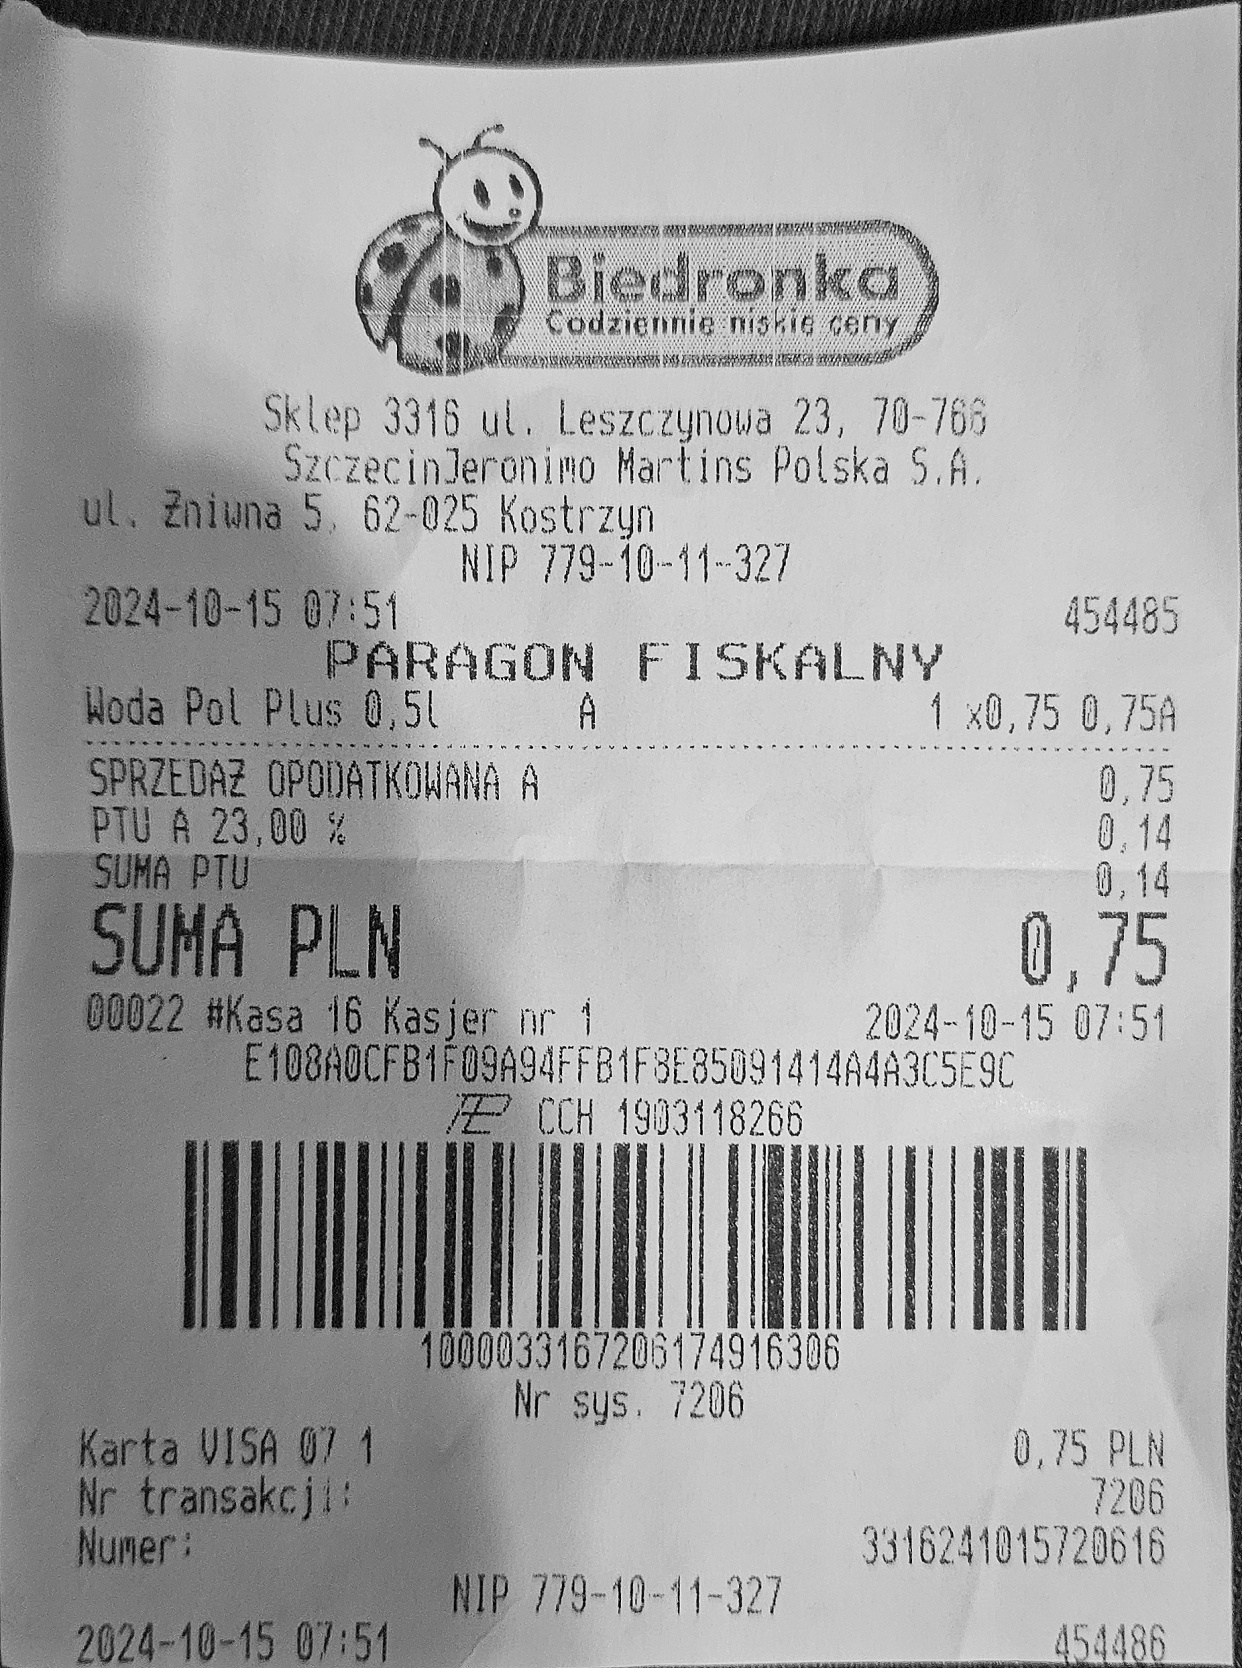 Biedronka
Codziennie niskie ceny
Sklep 3316 ul. Leszczynowa 23, 70-766
SzczecinJeronimo Martins Polska S.A.
ul. Żniwna 5, 62-025 Kostrzyn
NIP 779-10-11-327
2024-10-15 07:51 454485
PARAGON FISKALNY
Woda Pol Plus 0,5l A 1 x0,75 0,75A
SPRZEDAŻ OPODATKOWANA A 0,75
PTU A 23,00 % 0,14
SUMA PTU 0,14
SUMA PLN 0,75
00022 #Kasa 16 Kasjer nr 1 2024-10-15 07:51
E108A0CFB1F09A94FFB1F8E85091414A4A3C5E9C
CCH 1903118266
1000033167206174916306
Nr sys. 7206
Karta VISA 07 1 0,75 PLN
Nr transakcji: 7206
Numer: 3316241015720616
NIP 779-10-11-327
2024-10-15 07:51 454486